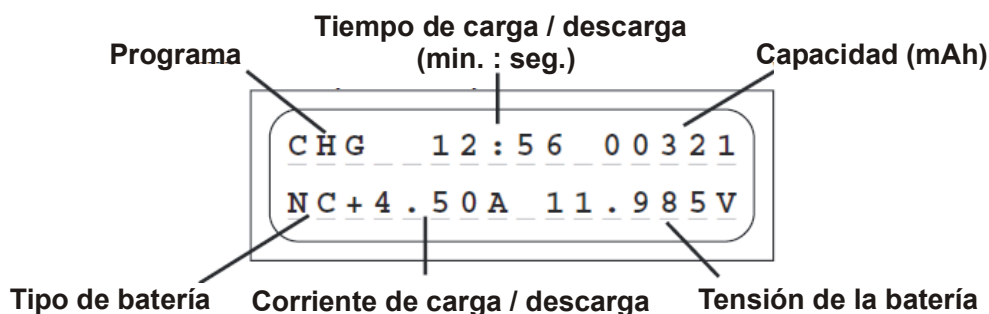 Tiempo de carga / descarga
(min. : seg.)
Programa
Capacidad (mAh)
CHG 12:56 00321
NC+4.50A 11.985V
Tipo de batería
Corriente de carga / descarga
Tensión de la batería